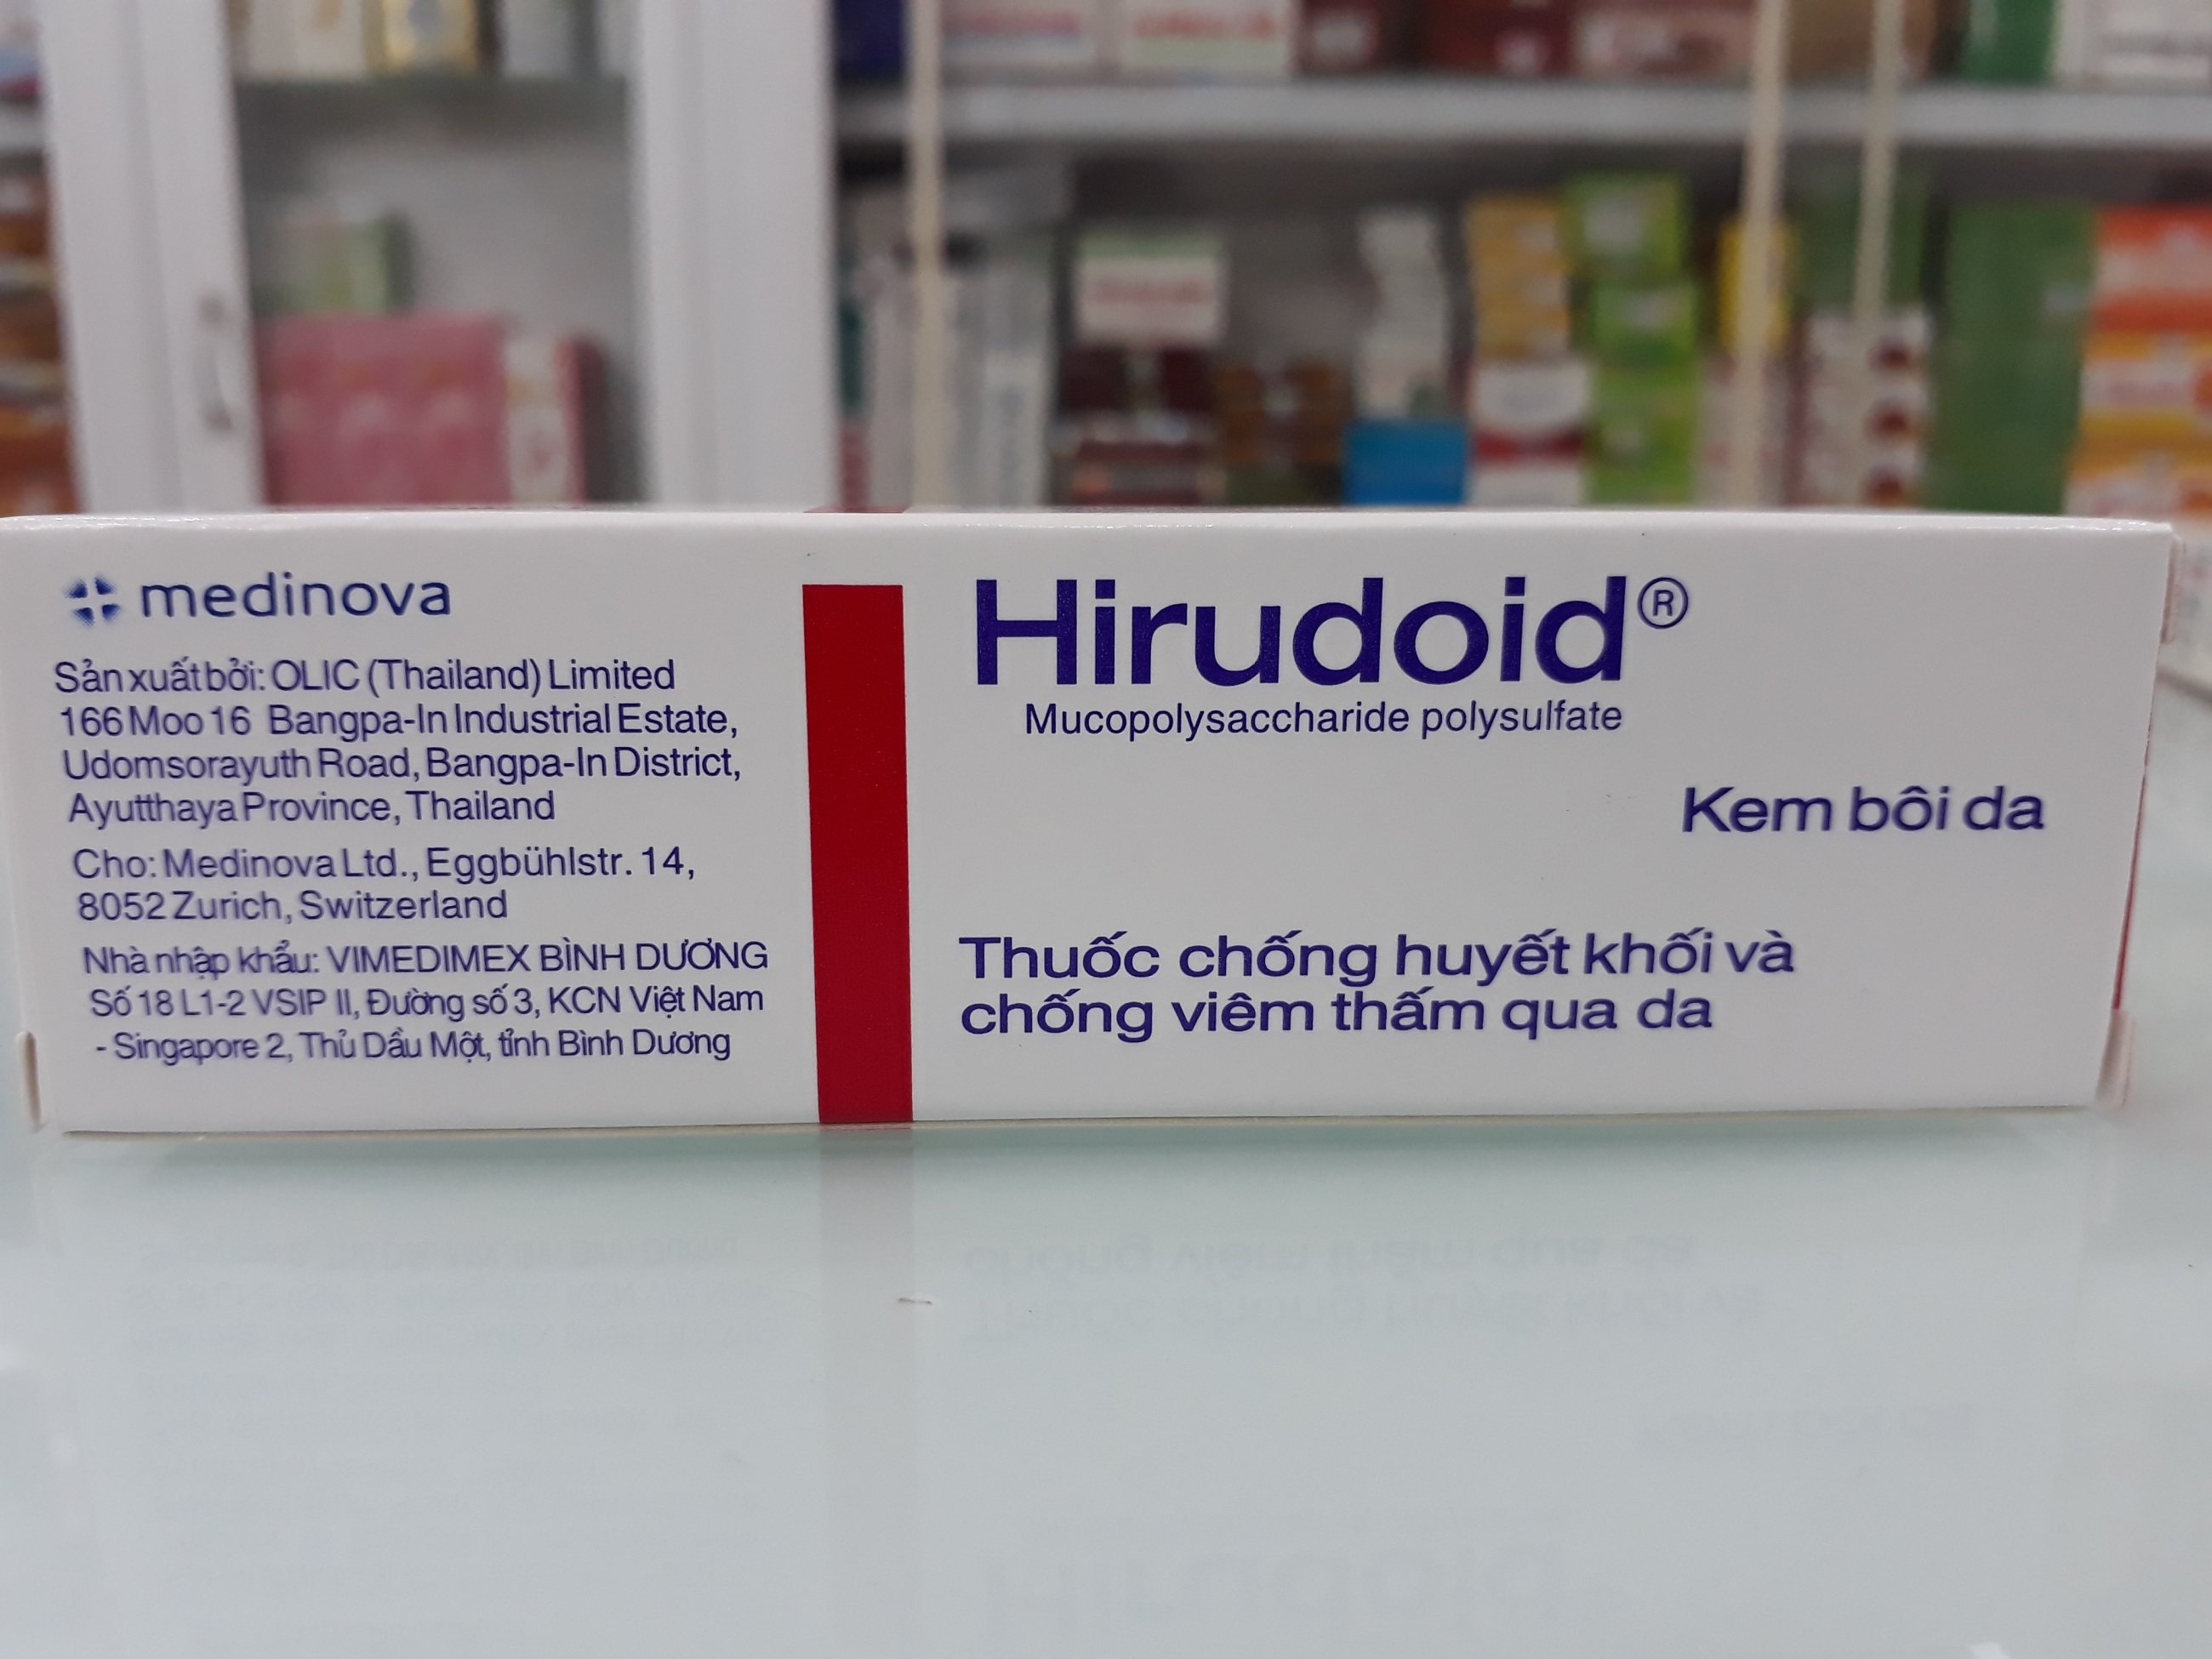 medinova
Sản xuất bởi: OLIC (Thailand) Limited
166 Moo 16 Bangpa-In Industrial Estate,
Udomsorayuth Road, Bangpa-In District,
Ayutthaya Province, Thailand
Cho: Medinova Ltd., Eggbühlstr. 14,
8052 Zurich, Switzerland
Nhà nhập khẩu: VIMEDIMEX BÌNH DƯƠNG
Số 18 L1-2 VSIP II, Đường số 3, KCN Việt Nam
- Singapore 2, Thủ Dầu Một, tỉnh Bình Dương
Hirudoid®
Mucopolysaccharide polysulfate
Kem bôi da
Thuốc chống huyết khối và
chống viêm thấm qua da